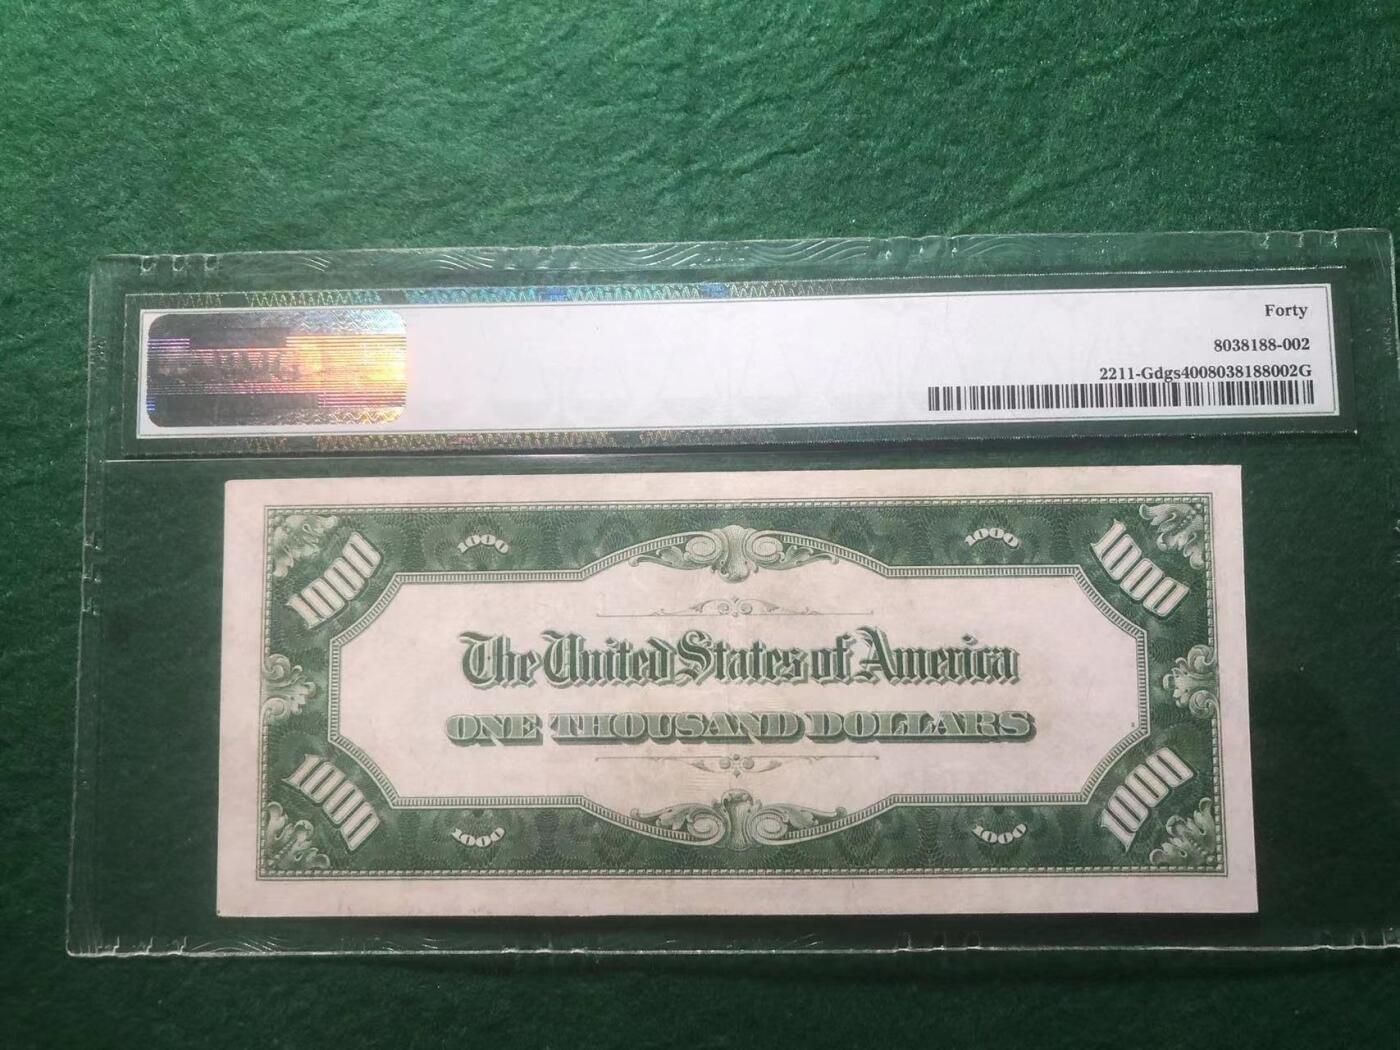 Forty
8038188-002
2211-Gdgs4008038188002G
PMG
1000 1000 1000 1000
The United States of America
ONE THOUSAND DOLLARS
1000 1000 1000 1000